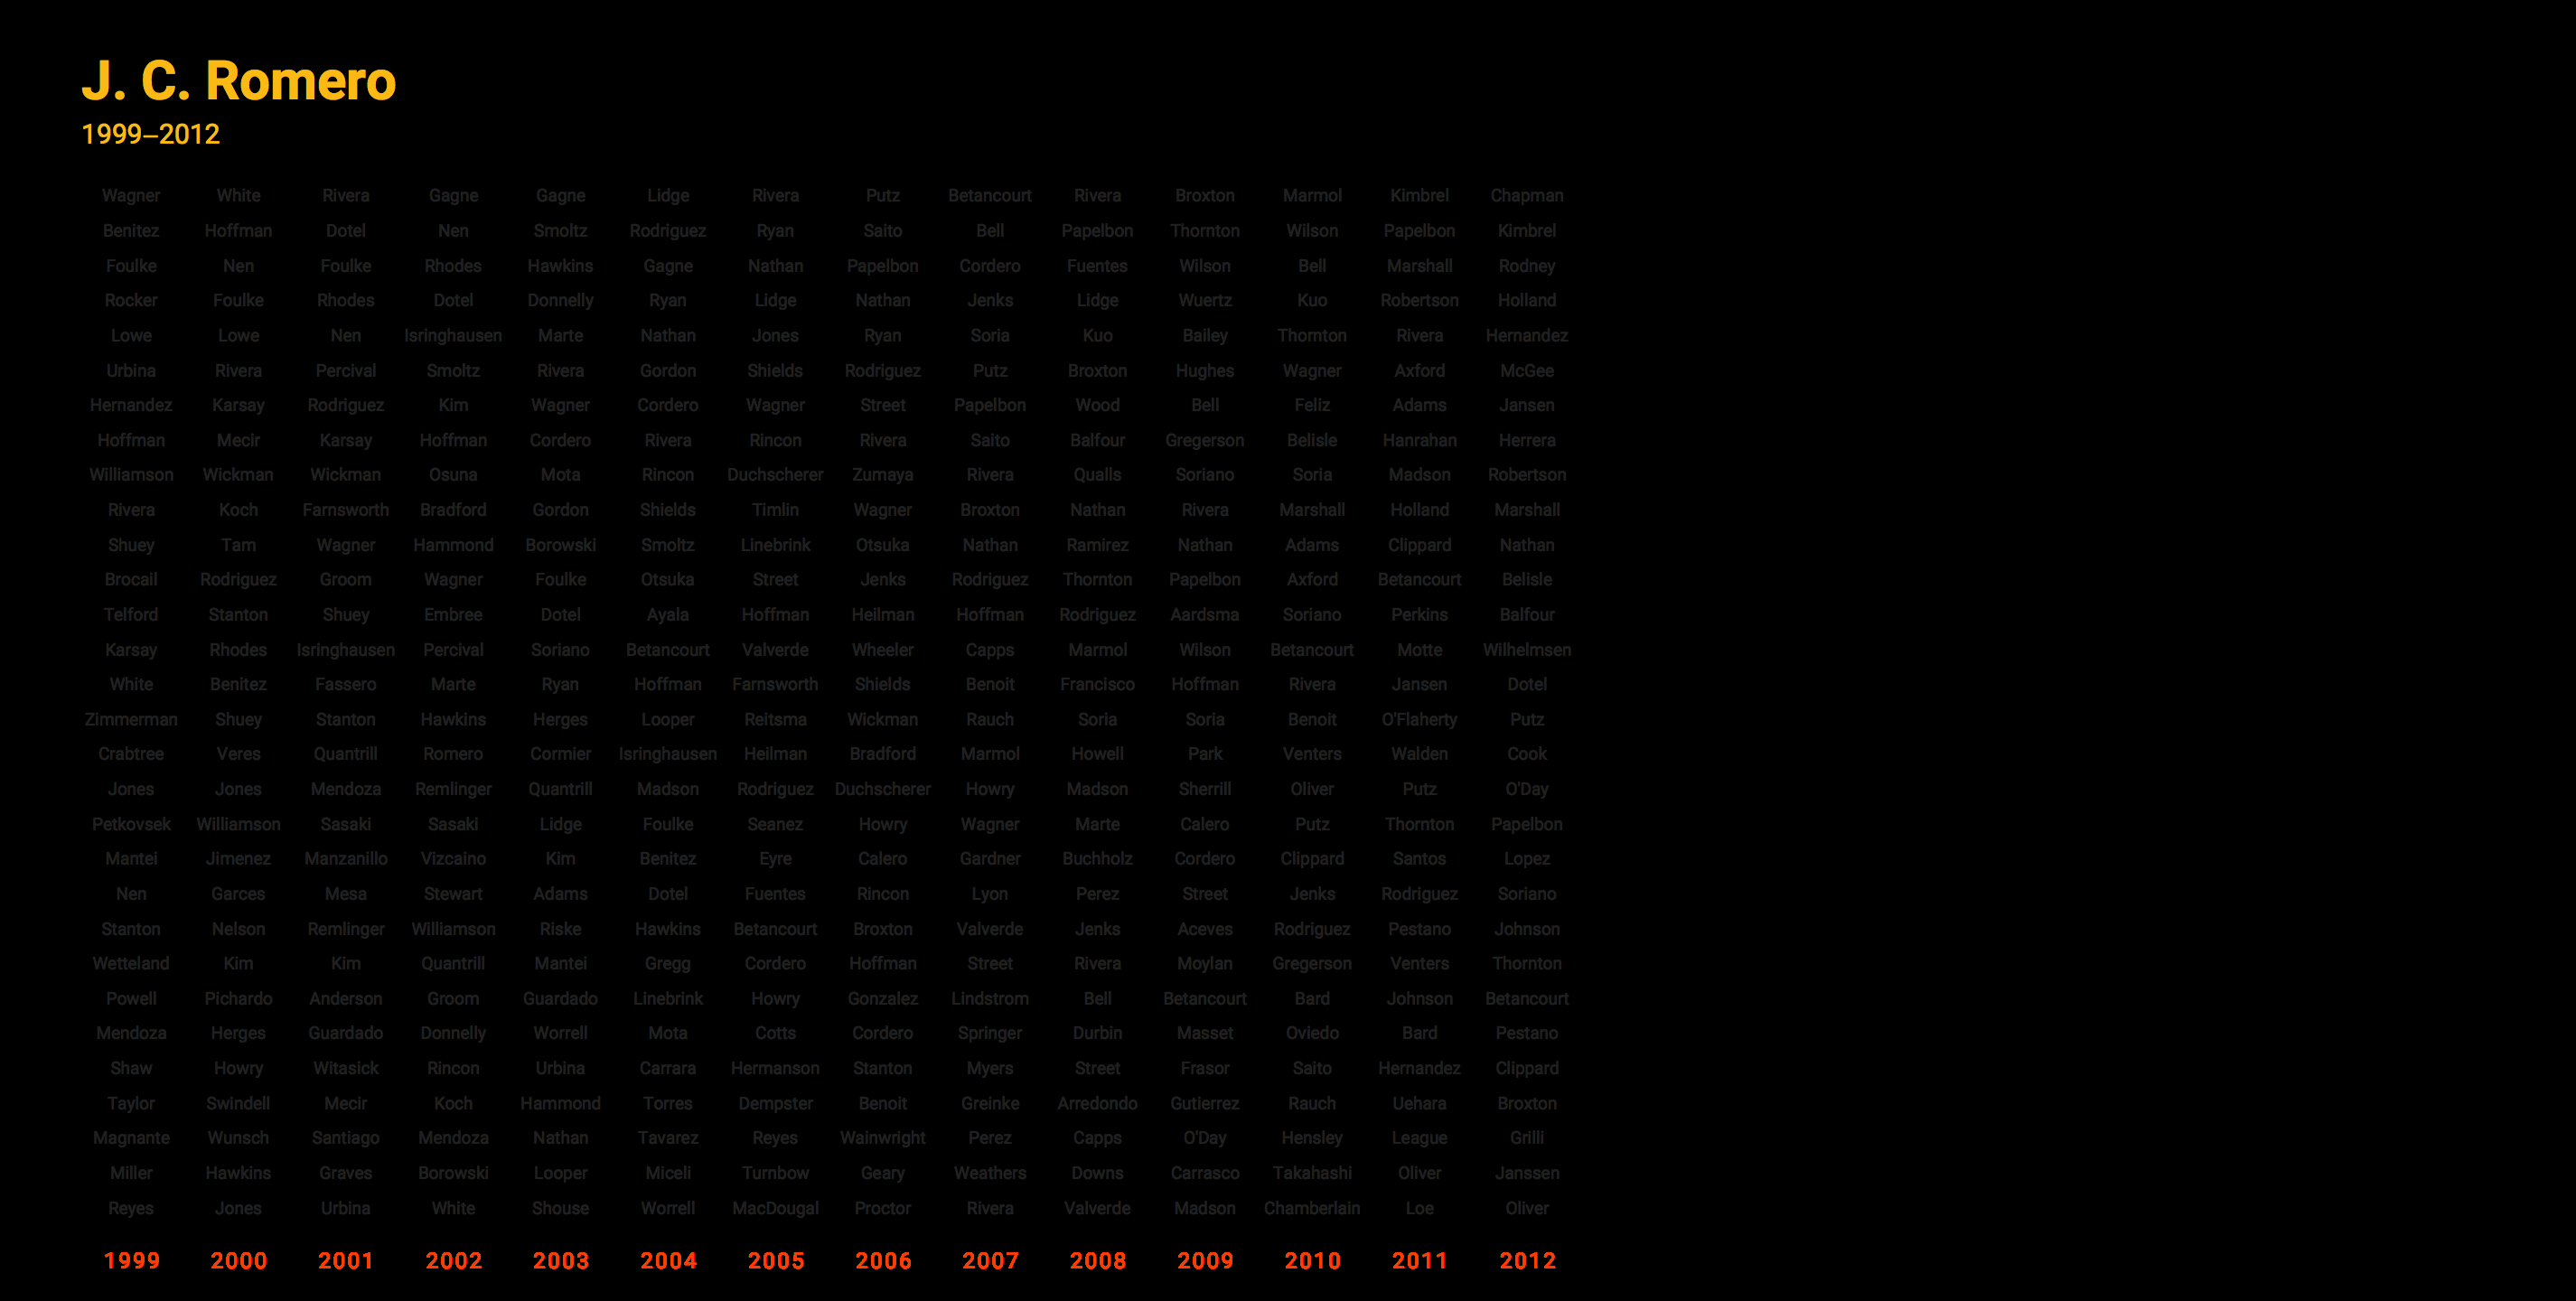 J. C. Romero
1999–2012
Wagner White Rivera Gagne Gagne Lidge Rivera Putz Betancourt Rivera Broxton Marmol Kimbrel Chapman
Benitez Hoffman Dotel Nen Smoltz Rodriguez Ryan Saito Bell Papelbon Thornton Wilson Papelbon Kimbrel
Foulke Nen Foulke Rhodes Hawkins Gagne Nathan Papelbon Cordero Fuentes Wilson Bell Marshall Rodney
Rocker Foulke Rhodes Dotel Donnelly Ryan Lidge Nathan Jenks Lidge Wuertz Kuo Robertson Holland
Lowe Lowe Nen Isringhausen Marte Nathan Jones Ryan Soria Kuo Bailey Thornton Rivera Hernandez
Urbina Rivera Percival Smoltz Rivera Gordon Shields Rodriguez Putz Broxton Hughes Wagner Axford McGee
Hernandez Karsay Rodriguez Kim Wagner Cordero Wagner Street Papelbon Wood Bell Feliz Adams Jansen
Hoffman Mecir Karsay Hoffman Cordero Rivera Rincon Rivera Saito Balfour Gregerson Belisle Hanrahan Herrera
Williamson Wickman Wickman Osuna Mota Rincon Duchscherer Zumaya Rivera Qualls Soriano Soria Madson Robertson
Rivera Koch Farnsworth Bradford Gordon Shields Timlin Wagner Broxton Nathan Rivera Marshall Holland Marshall
Shuey Tam Wagner Hammond Borowski Smoltz Linebrink Otsuka Nathan Ramirez Nathan Adams Clippard Nathan
Brocail Rodriguez Groom Wagner Foulke Otsuka Street Jenks Rodriguez Thornton Papelbon Axford Betancourt Belisle
Telford Stanton Shuey Embree Dotel Ayala Hoffman Heilman Hoffman Rodriguez Aardsma Soriano Perkins Balfour
Karsay Rhodes Isringhausen Percival Soriano Betancourt Valverde Wheeler Capps Marmol Wilson Betancourt Motte Wilhelmsen
White Benitez Fassero Marte Ryan Hoffman Farnsworth Shields Benoit Francisco Hoffman Rivera Jansen Dotel
Zimmerman Shuey Stanton Hawkins Herges Looper Reitsma Wickman Rauch Soria Soria Benoit O'Flaherty Putz
Crabtree Veres Quantrill Romero Cormier Isringhausen Heilman Bradford Marmol Howell Park Venters Walden Cook
Jones Jones Mendoza Remlinger Quantrill Madson Rodriguez Duchscherer Howry Madson Sherrill Oliver Putz O'Day
Petkovsek Williamson Sasaki Sasaki Lidge Foulke Seanez Howry Wagner Marte Calero Putz Thornton Papelbon
Mantei Jimenez Manzanillo Vizcaino Kim Benitez Eyre Calero Gardner Buchholz Cordero Clippard Santos Lopez
Nen Garces Mesa Stewart Adams Dotel Fuentes Rincon Lyon Perez Street Jenks Rodriguez Soriano
Stanton Nelson Remlinger Williamson Riske Hawkins Betancourt Broxton Valverde Jenks Aceves Rodriguez Pestano Johnson
Wetteland Kim Kim Quantrill Mantei Gregg Cordero Hoffman Street Rivera Moylan Gregerson Venters Thornton
Powell Pichardo Anderson Groom Guardado Linebrink Howry Gonzalez Lindstrom Bell Betancourt Bard Johnson Betancourt
Mendoza Herges Guardado Donnelly Worrell Mota Cotts Cordero Springer Durbin Masset Oviedo Bard Pestano
Shaw Howry Witasick Rincon Urbina Carrara Hermanson Stanton Myers Street Frasor Saito Hernandez Clippard
Taylor Swindell Mecir Koch Hammond Torres Dempster Benoit Greinke Arredondo Gutierrez Rauch Uehara Broxton
Magnante Wunsch Santiago Mendoza Nathan Tavarez Reyes Wainwright Perez Capps O'Day Hensley League Grilli
Miller Hawkins Graves Borowski Looper Miceli Turnbow Geary Weathers Downs Carrasco Takahashi Oliver Janssen
Reyes Jones Urbina White Shouse Worrell MacDougal Proctor Rivera Valverde Madson Chamberlain Loe Oliver
1999 2000 2001 2002 2003 2004 2005 2006 2007 2008 2009 2010 2011 2012